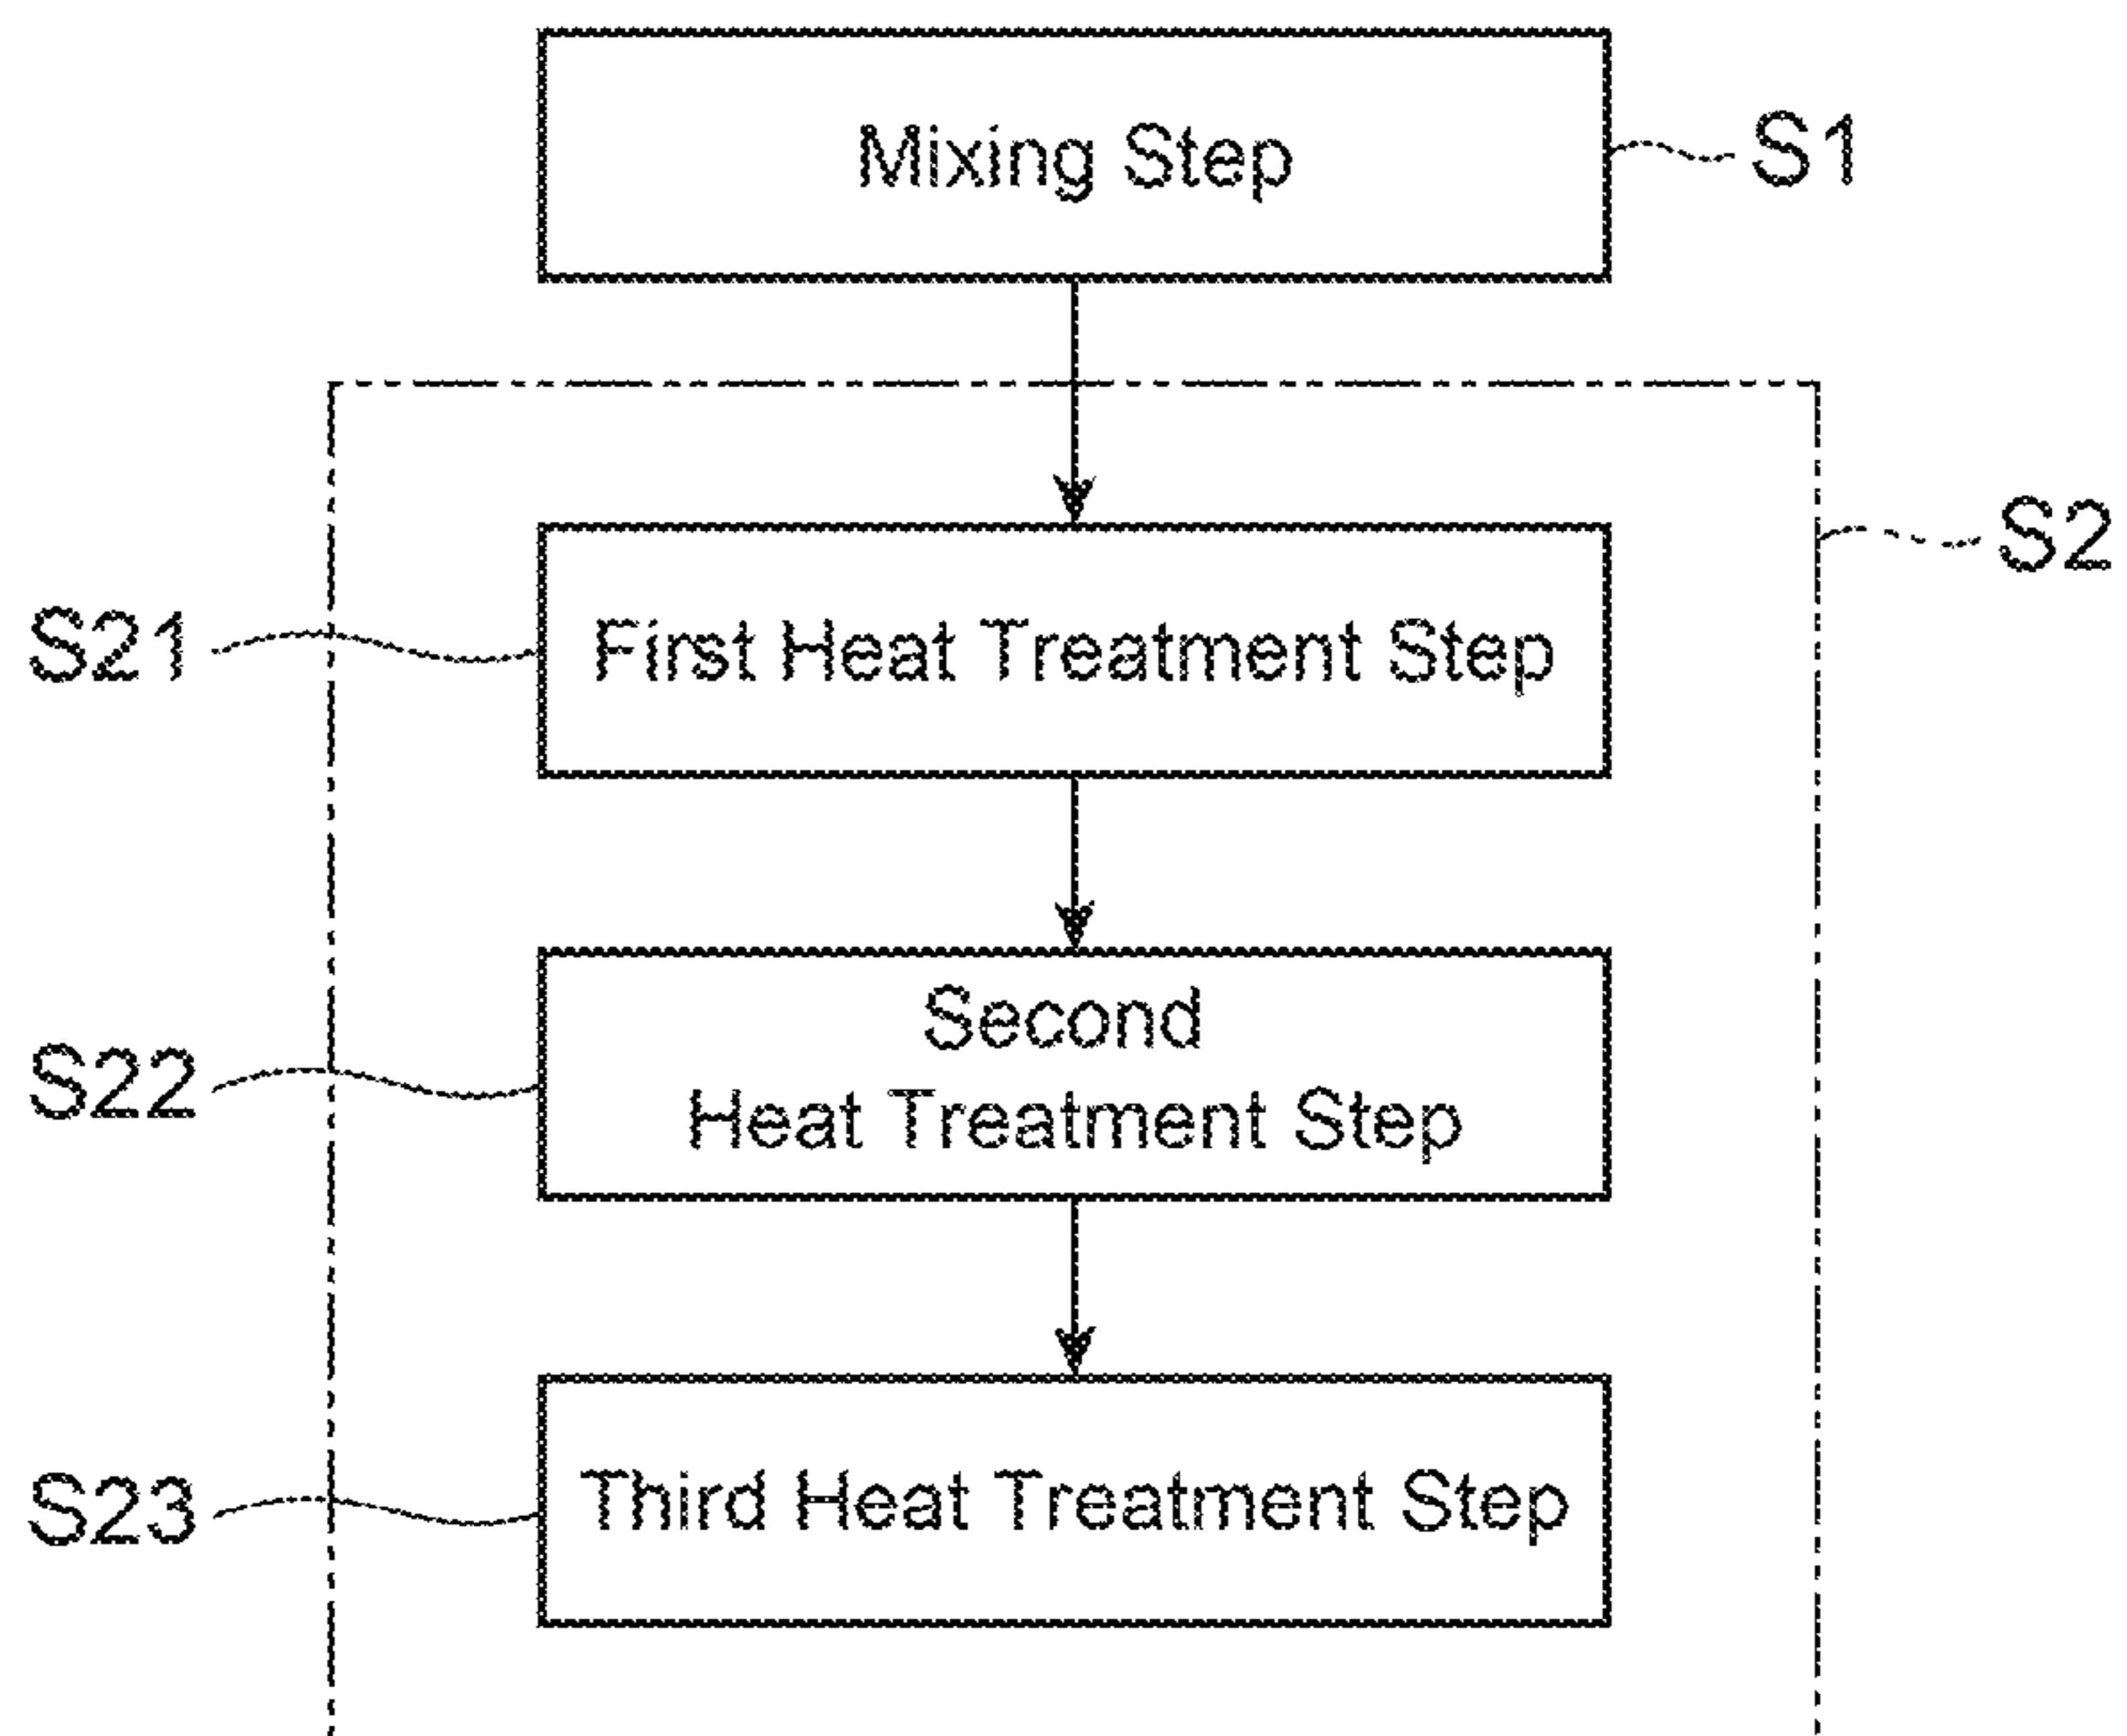 Mixing Step
S1
S2
S21
First Heat Treatment Step
Second
S22
Heat Treatment Step
S23
Third Heat Treatment Step